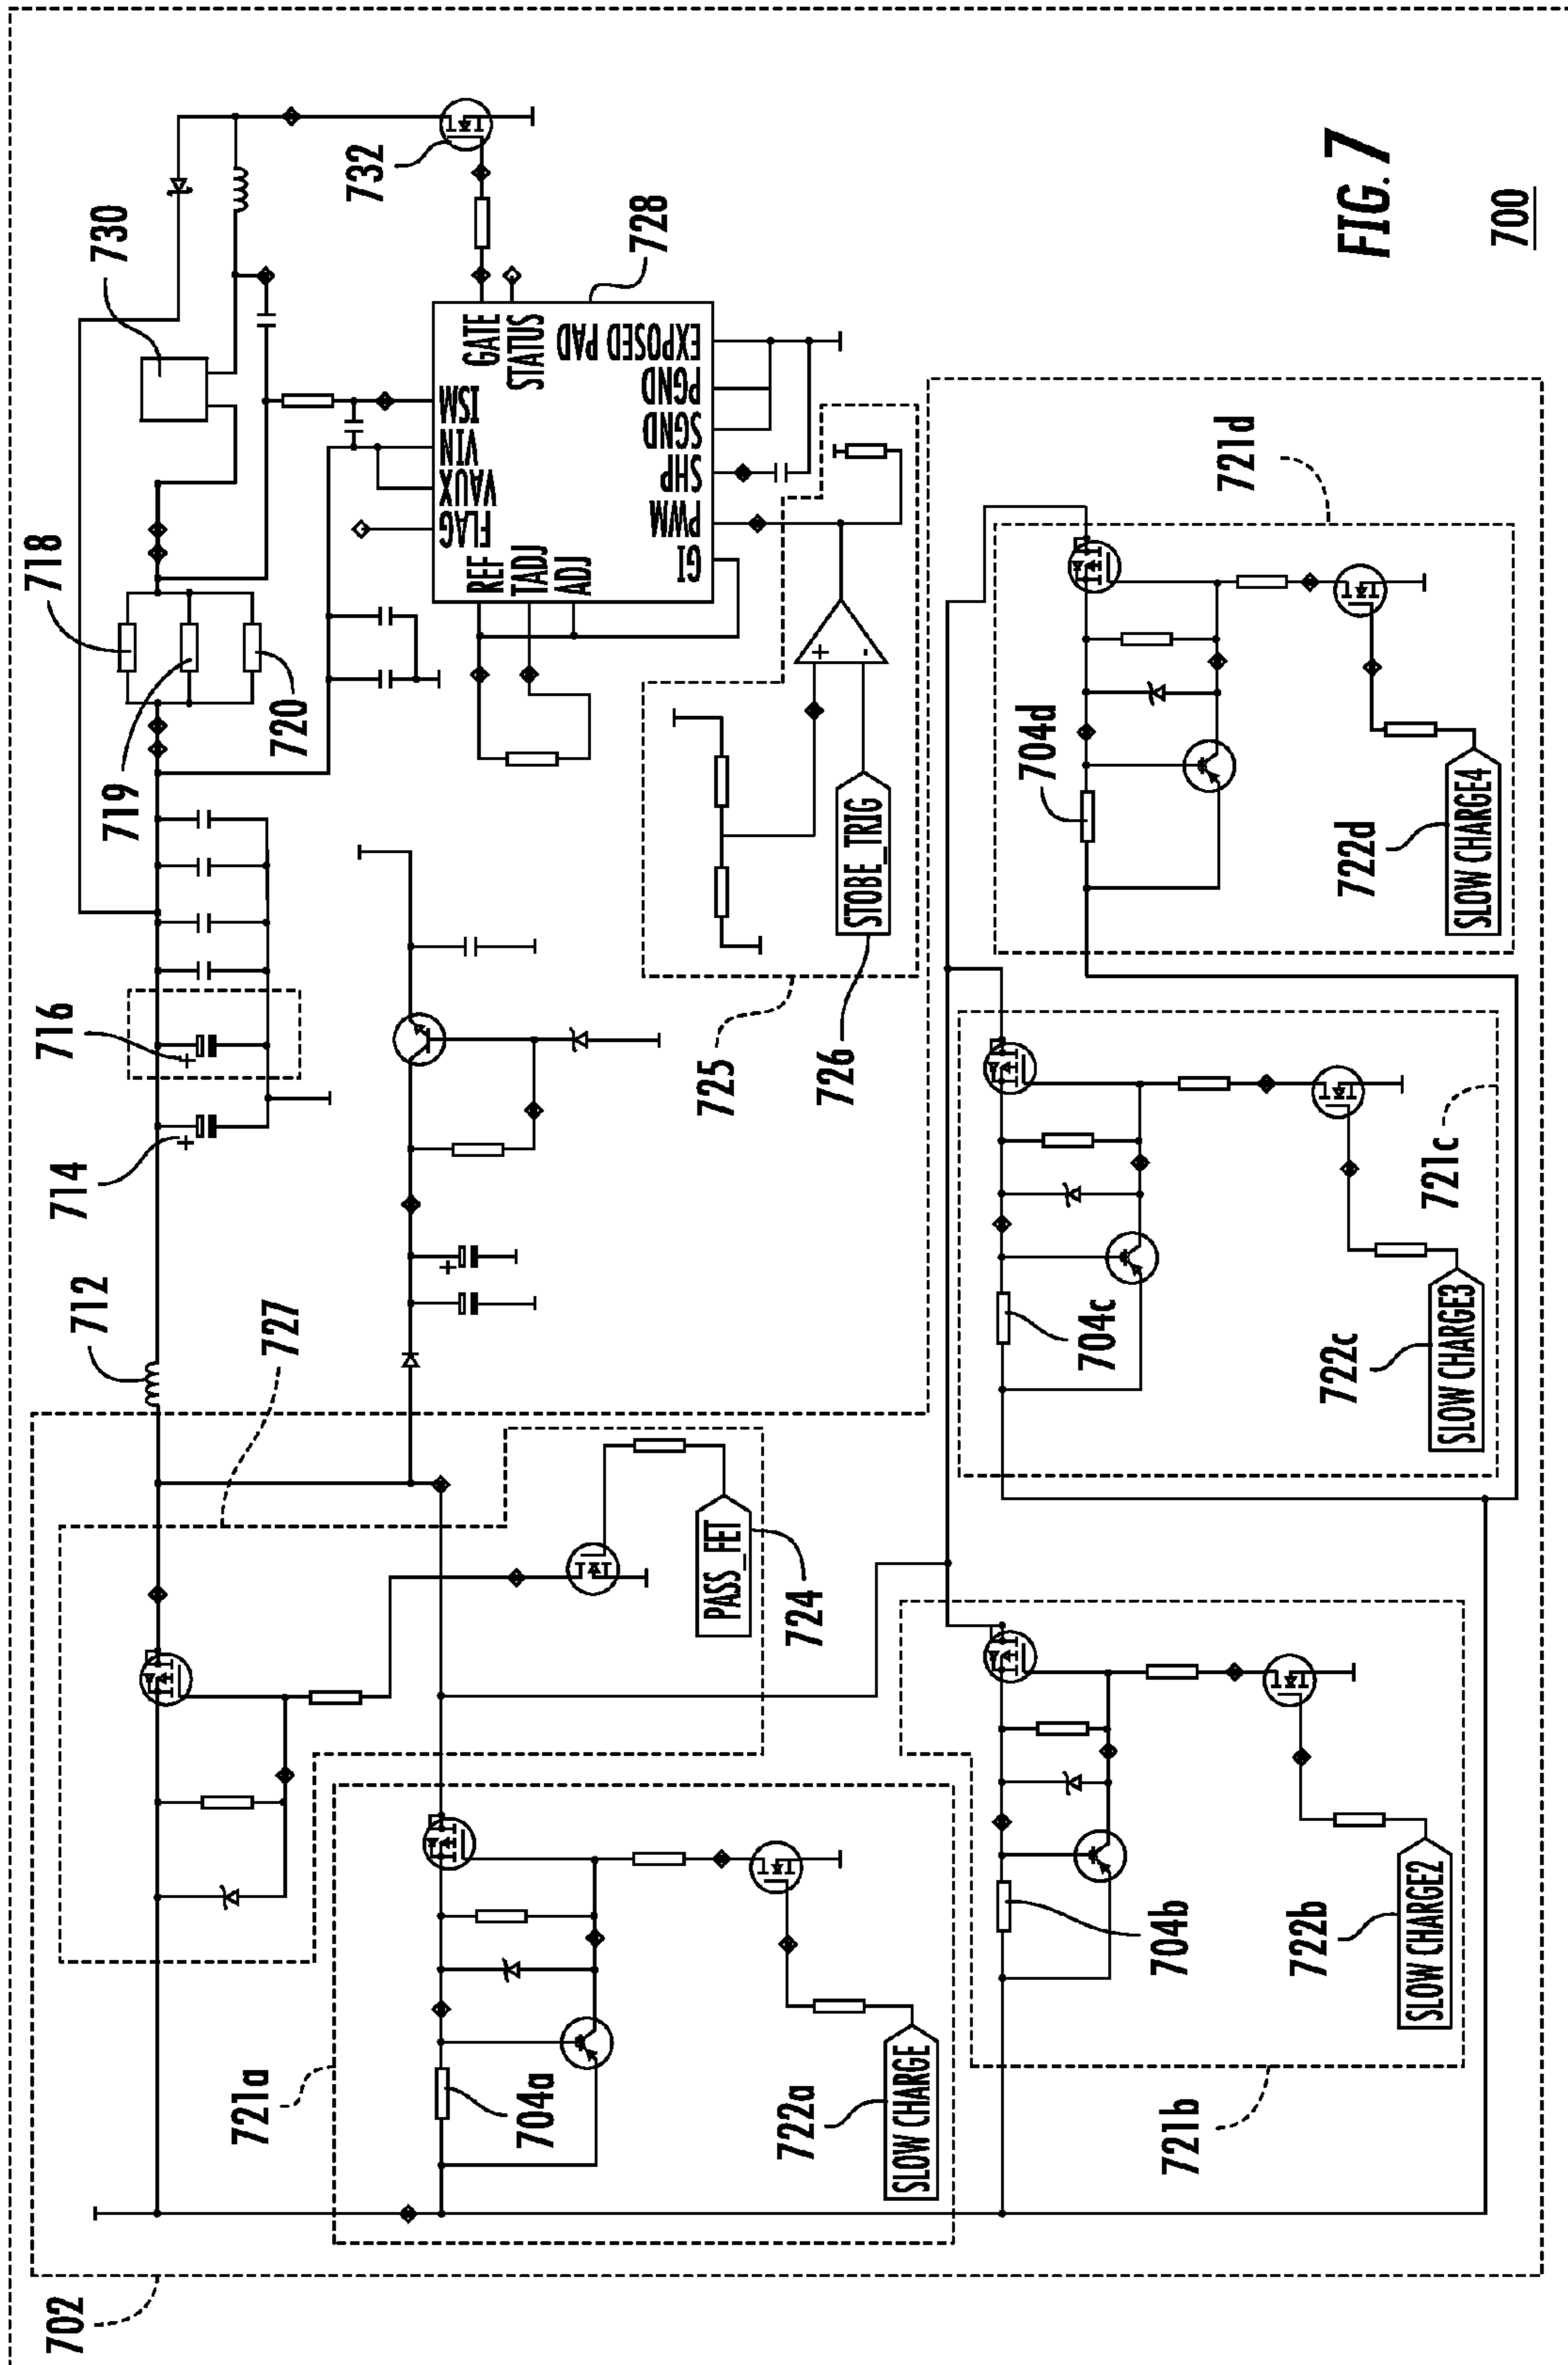 702
721a
704a
722a
SLOW CHARGE
727
PASS_FET
724
712
714
716
718
719
720
730
732
728
GATE
STATUS
ISM
VIN
VAUX
FLAG
REF
TADJ
ADJ
GI
PWM
SHP
SGND
PGND
EXPOSED PAD
725
STOBE_TRIG
726
+
-
+
+
+
721b
704b
722b
SLOW CHARGE2
721c
704c
722c
SLOW CHARGE3
721d
704d
722d
SLOW CHARGE4
FIG. 7
700